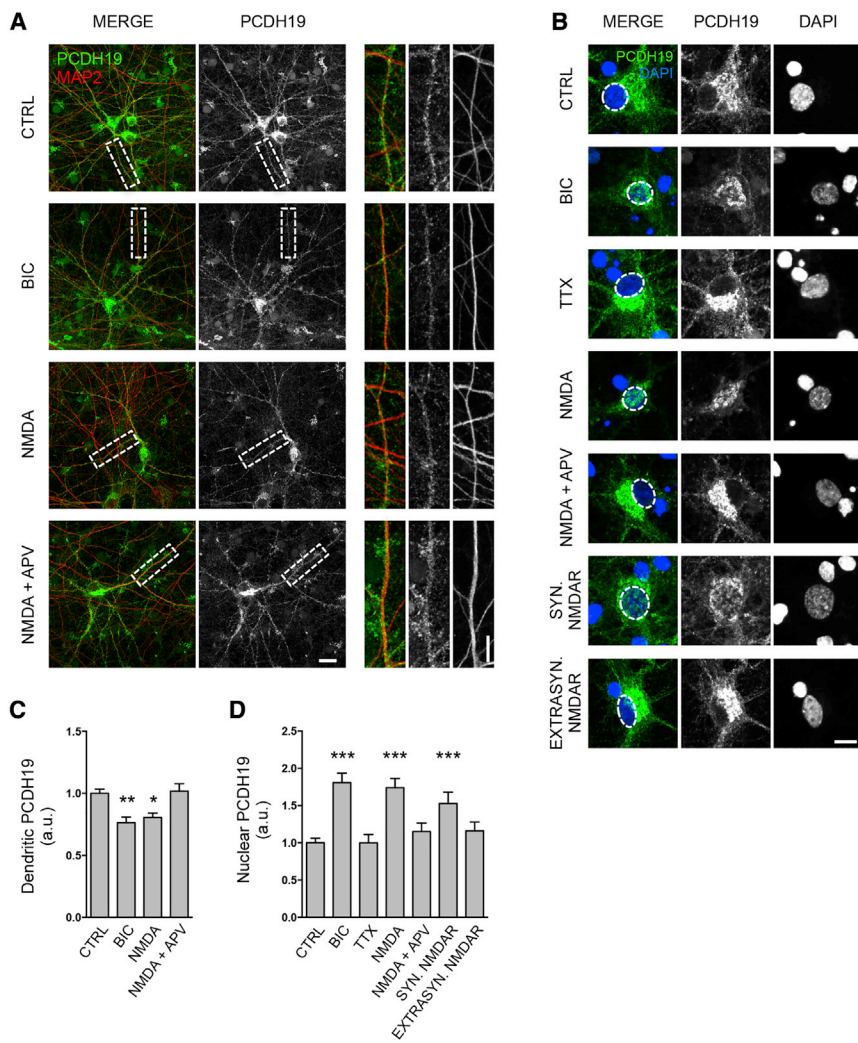 A
MERGE PCDH19
PCDH19
MAP2
CTRL
BIC
NMDA
NMDA + APV
B
MERGE PCDH19 DAPI
PCDH19
DAPI
CTRL
BIC
TTX
NMDA
NMDA + APV
SYN.
NMDAR
EXTRASYN.
NMDAR
C
Dendritic PCDH19
(a.u.)
1.5
1.0
0.5
0.0
** *
CTRL
BIC
NMDA
NMDA + APV
D
Nuclear PCDH19
(a.u.)
2.5
2.0
1.5
1.0
0.5
0.0
*** *** ***
CTRL
BIC
TTX
NMDA
NMDA + APV
SYN. NMDAR
EXTRASYN. NMDAR